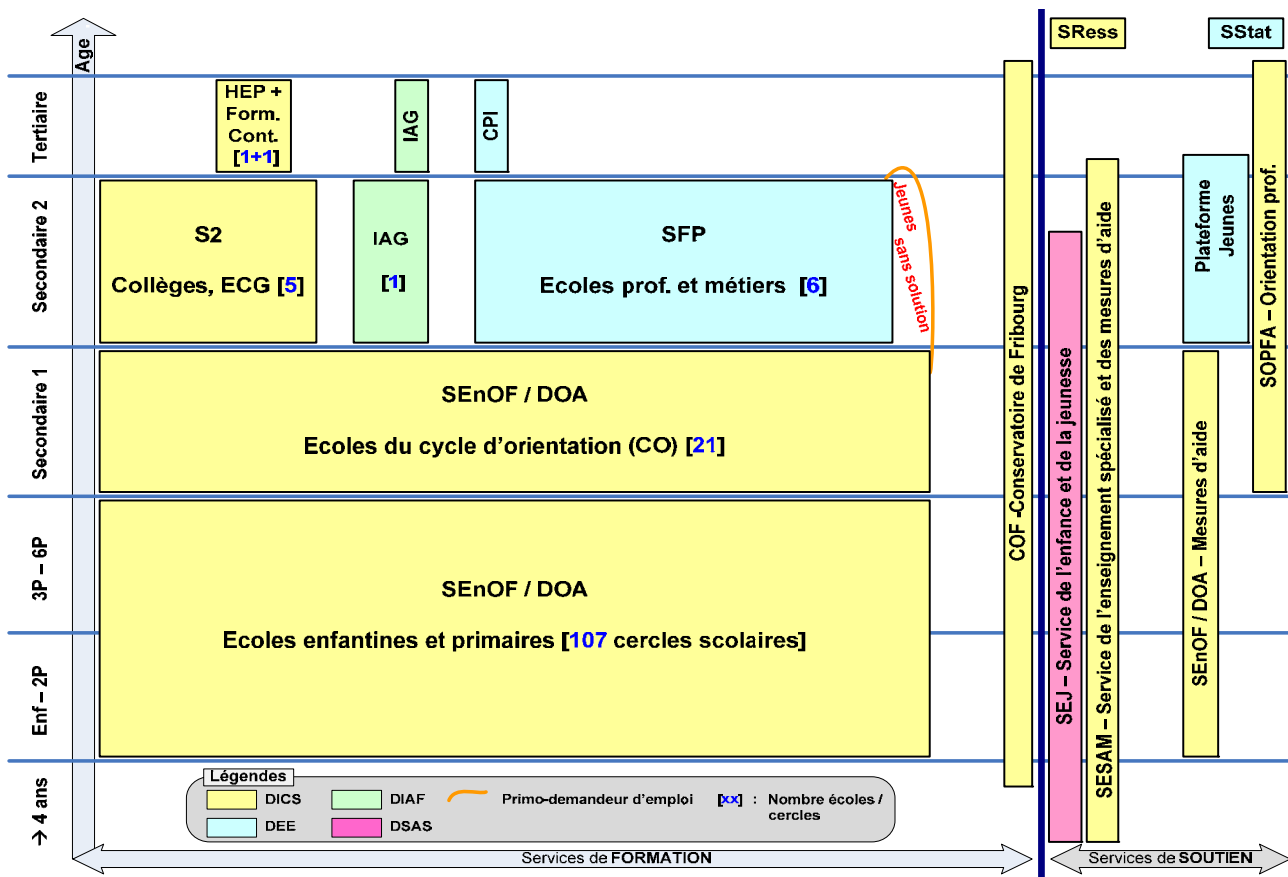 Age
SRess
SStat
Tertiaire
HEP +
Form.
Cont.
[1+1]
IAG
CPI
Secondaire 2
S2
Collèges, ECG [5]
IAG
[1]
SFP
Ecoles prof. et métiers [6]
Jeunes sans solution
Secondaire 1
SEnOF / DOA
Ecoles du cycle d'orientation (CO) [21]
3P – 6P
Enf – 2P
SEnOF / DOA
Ecoles enfantines et primaires [107 cercles scolaires]
→ 4 ans
COF -Conservatoire de Fribourg
SEJ – Service de l'enfance et de la jeunesse
SESAM – Service de l'enseignement spécialisé et des mesures d'aide
Plateforme
Jeunes
SEnOF / DOA – Mesures d'aide
SOPFA – Orientation prof.
Légendes
DICS
DIAF
Primo-demandeur d'emploi
[xx] : Nombre écoles /
cercles
DEE
DSAS
Services de FORMATION
Services de SOUTIEN